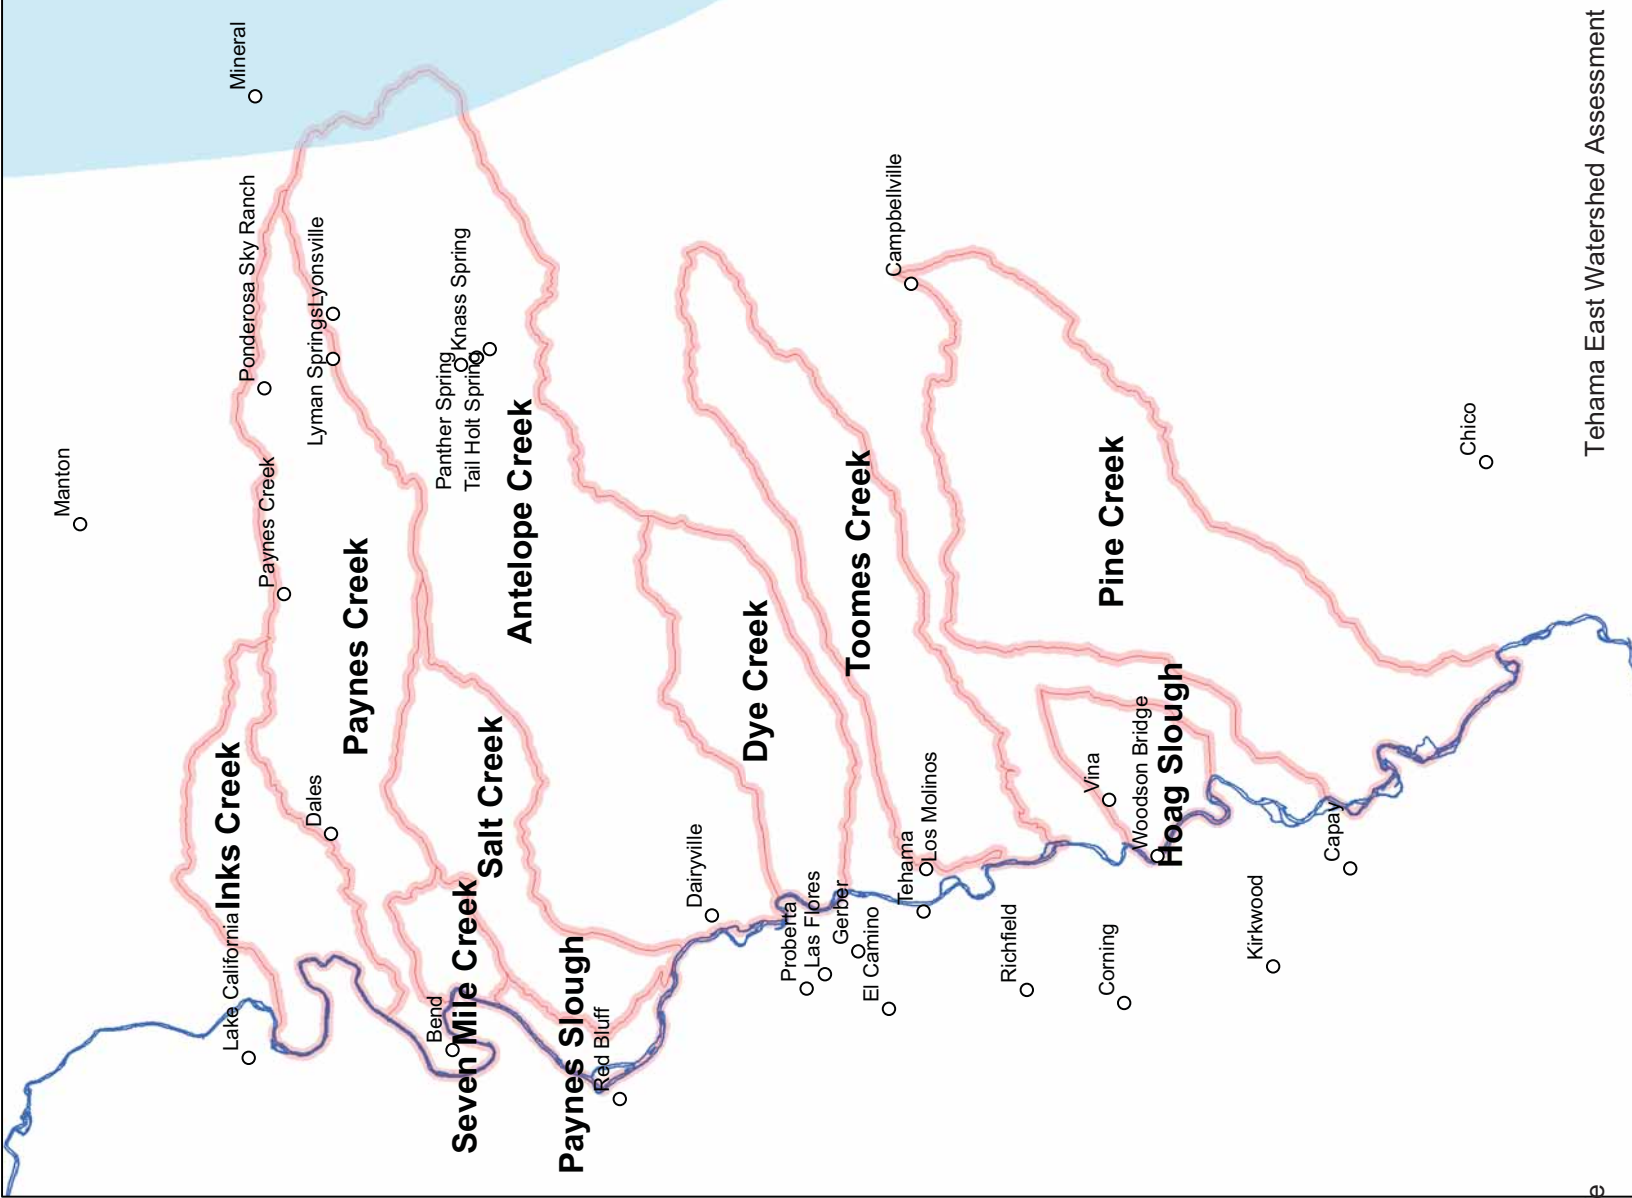 Mineral
Manton
Ponderosa Sky Ranch
Paynes Creek
Lyman Springs
Lyonsville
Knass Spring
Panther Spring
Tail Holt Spring
Campbellville
Antelope Creek
Paynes Creek
Inks Creek
Dales
Salt Creek
Lake California
Seven Mile Creek
Bend
Paynes Slough
Red Bluff
Dairyville
Dye Creek
Toomes Creek
Pine Creek
Proberta
Las Flores
Gerber
El Camino
Tehama
Los Molinos
Vina
Woodson Bridge
Hoag Slough
Richfield
Corning
Kirkwood
Capay
Chico
Tehama East Watershed Assessment
e